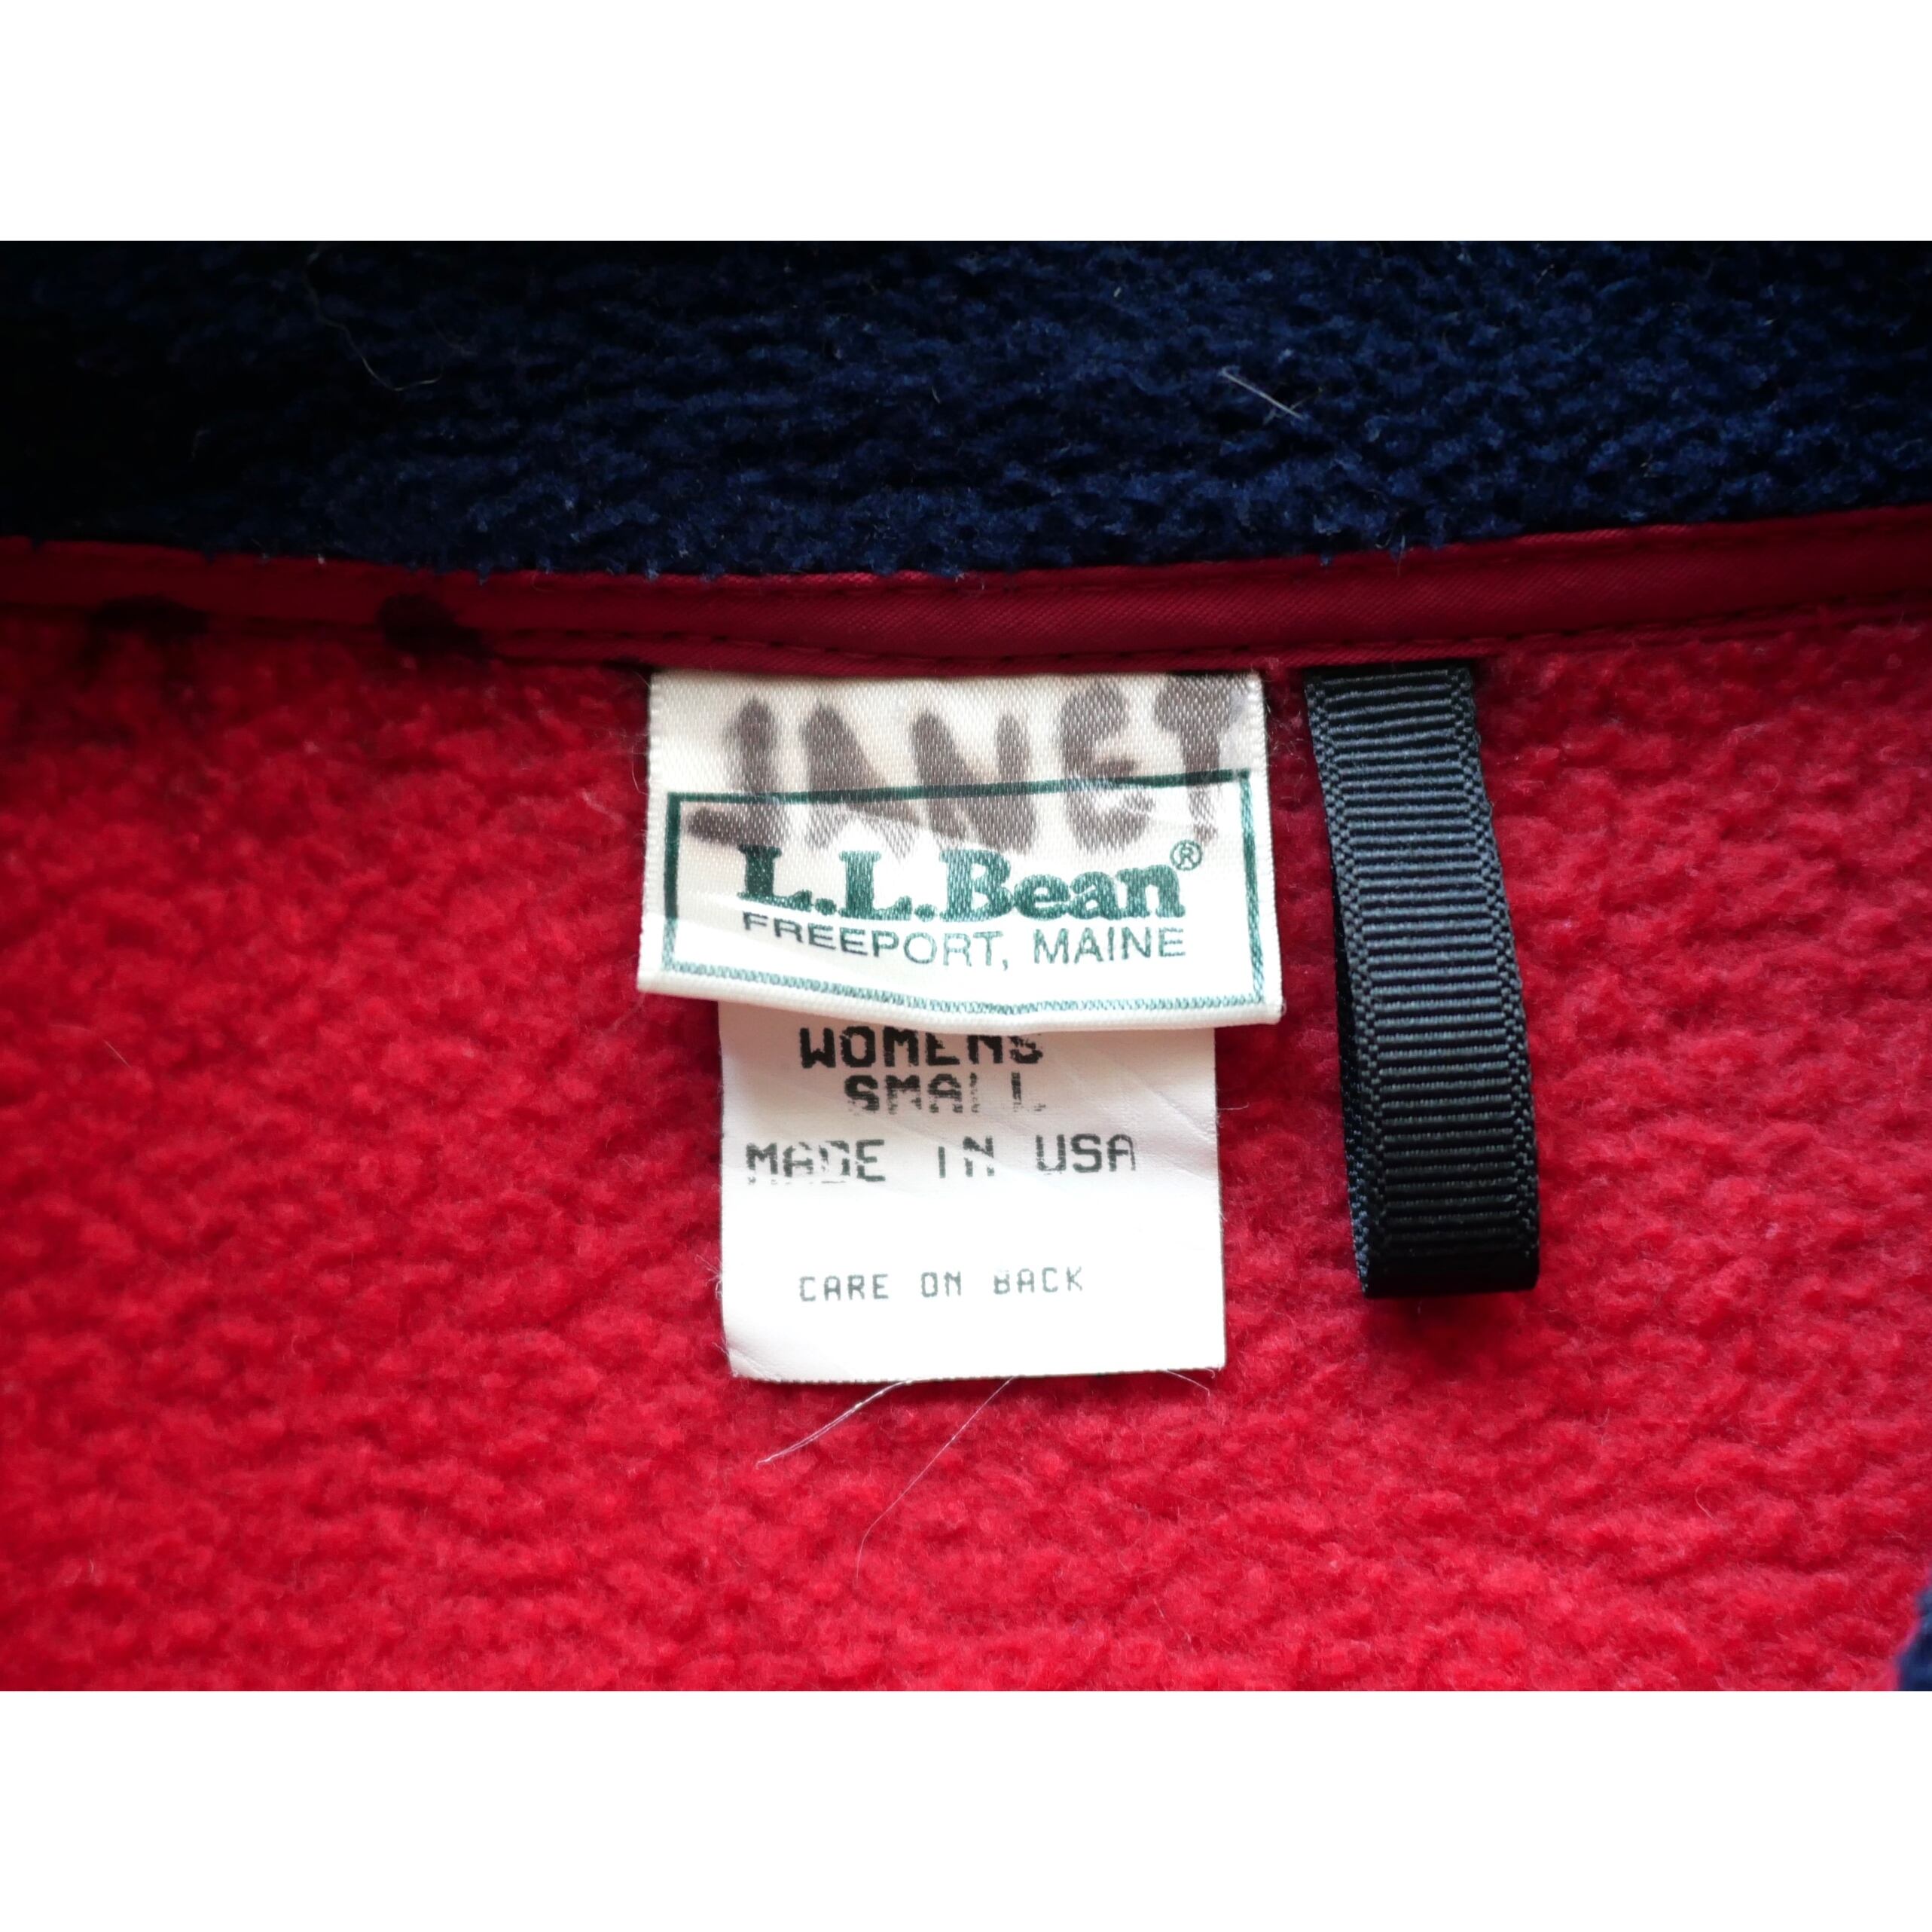 JANET
L.L.Bean®
FREEPORT, MAINE
WOMENS
SMALL
MADE IN USA
CARE ON BACK